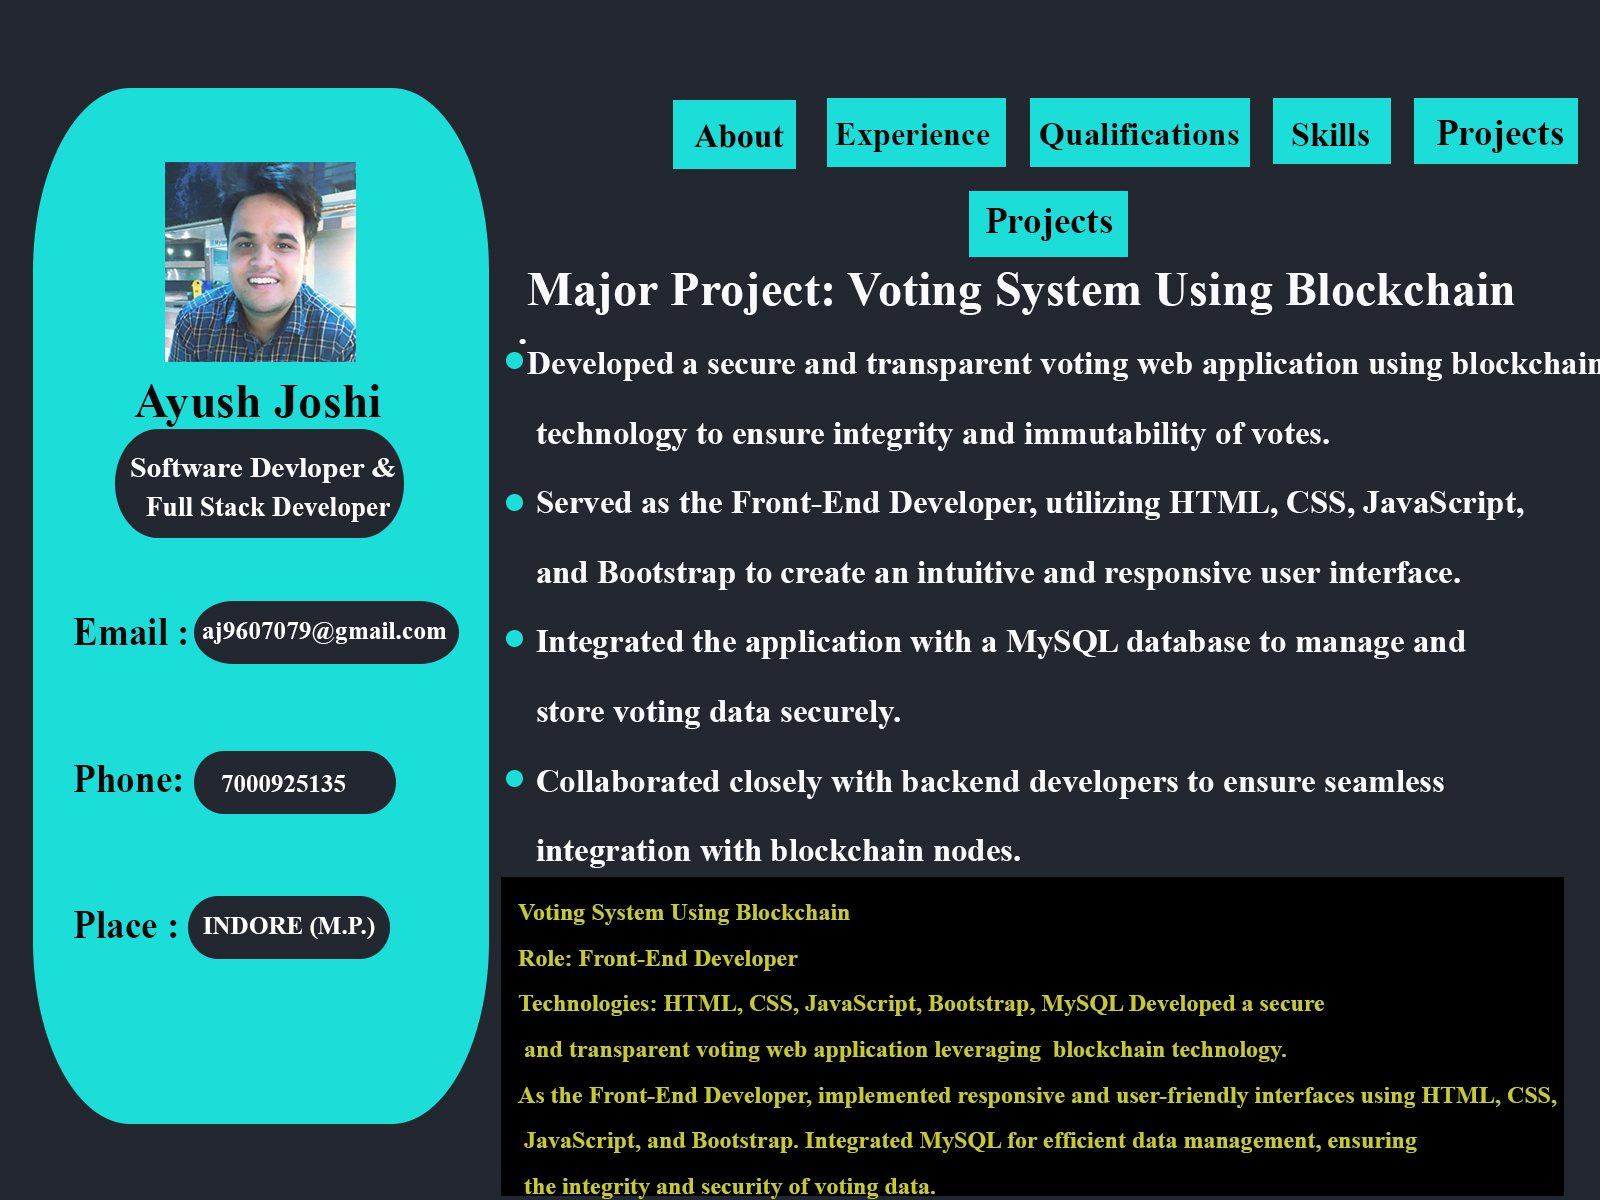 About
Experience
Qualifications
Skills
Projects
Projects
Ayush Joshi
Software Devloper &
Full Stack Developer
Email : aj9607079@gmail.com
Phone: 7000925135
Place : INDORE (M.P.)
Major Project: Voting System Using Blockchain
.
Developed a secure and transparent voting web application using blockchain
technology to ensure integrity and immutability of votes.
Served as the Front-End Developer, utilizing HTML, CSS, JavaScript,
and Bootstrap to create an intuitive and responsive user interface.
Integrated the application with a MySQL database to manage and
store voting data securely.
Collaborated closely with backend developers to ensure seamless
integration with blockchain nodes.
Voting System Using Blockchain
Role: Front-End Developer
Technologies: HTML, CSS, JavaScript, Bootstrap, MySQL Developed a secure
and transparent voting web application leveraging blockchain technology.
As the Front-End Developer, implemented responsive and user-friendly interfaces using HTML, CSS,
JavaScript, and Bootstrap. Integrated MySQL for efficient data management, ensuring
the integrity and security of voting data.